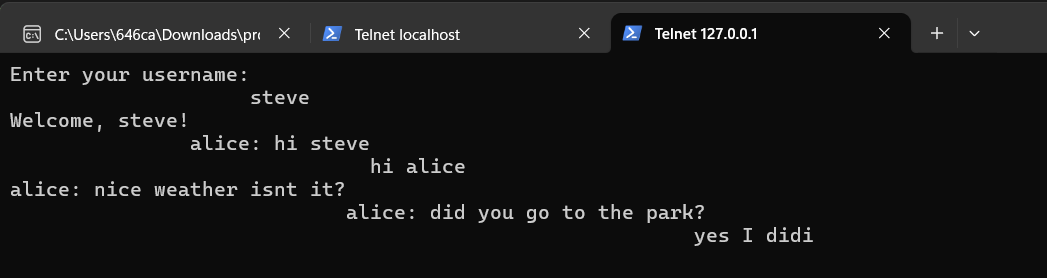 C:\Users\646ca\Downloads\pro
Telnet localhost
Telnet 127.0.0.1
Enter your username:
steve
Welcome, steve!
alice: hi steve
hi alice
alice: nice weather isnt it?
alice: did you go to the park?
yes I didi